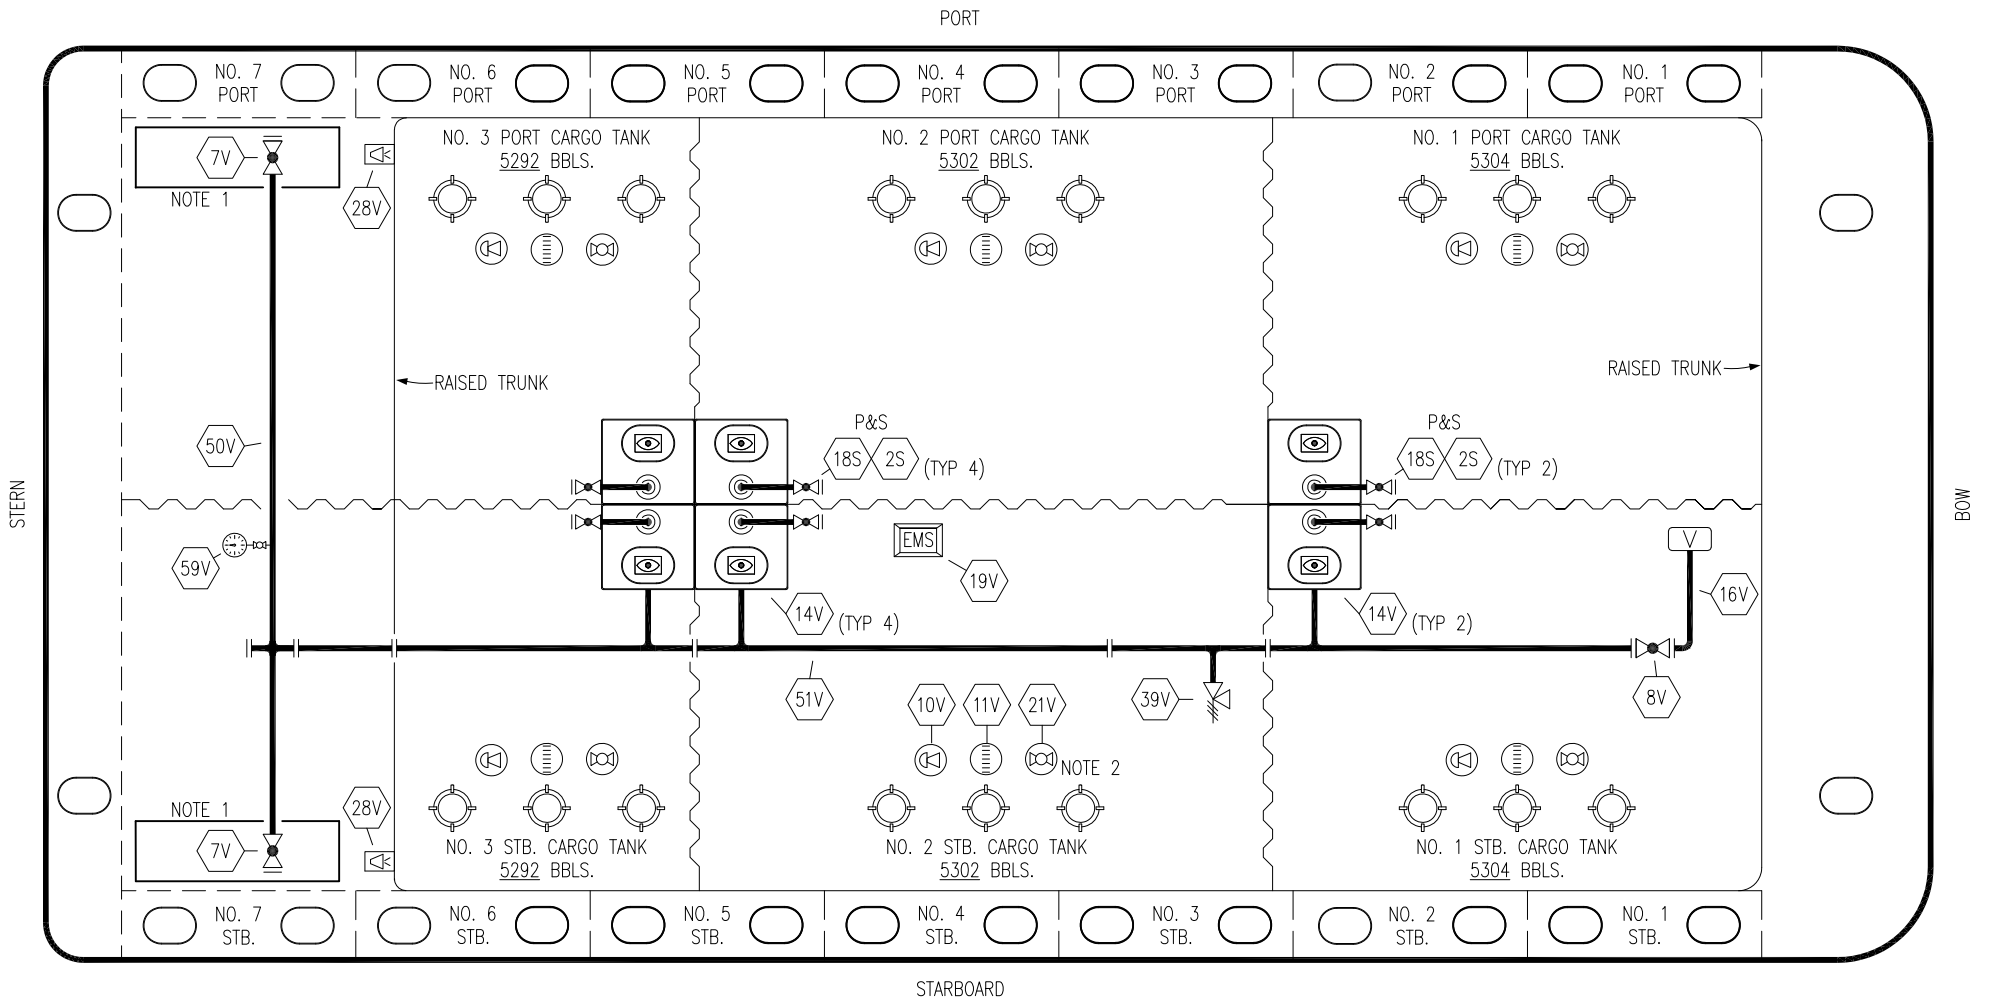 PORT
NO. 7
PORT
NO. 6
PORT
NO. 5
PORT
NO. 4
PORT
NO. 3
PORT
NO. 2
PORT
NO. 1
PORT
7V
NOTE 1
28V
NO. 3 PORT CARGO TANK
5292 BBLS.
NO. 2 PORT CARGO TANK
5302 BBLS.
NO. 1 PORT CARGO TANK
5304 BBLS.
RAISED TRUNK
RAISED TRUNK
STERN
BOW
50V
P&S
18S 2S (TYP 4)
P&S
18S 2S (TYP 2)
59V
EMS
19V
V
16V
14V (TYP 4)
14V (TYP 2)
51V
10V
11V
21V
39V
8V
NOTE 2
NOTE 1
7V
28V
NO. 3 STB. CARGO TANK
5292 BBLS.
NO. 2 STB. CARGO TANK
5302 BBLS.
NO. 1 STB. CARGO TANK
5304 BBLS.
NO. 7
STB.
NO. 6
STB.
NO. 5
STB.
NO. 4
STB.
NO. 3
STB.
NO. 2
STB.
NO. 1
STB.
STARBOARD